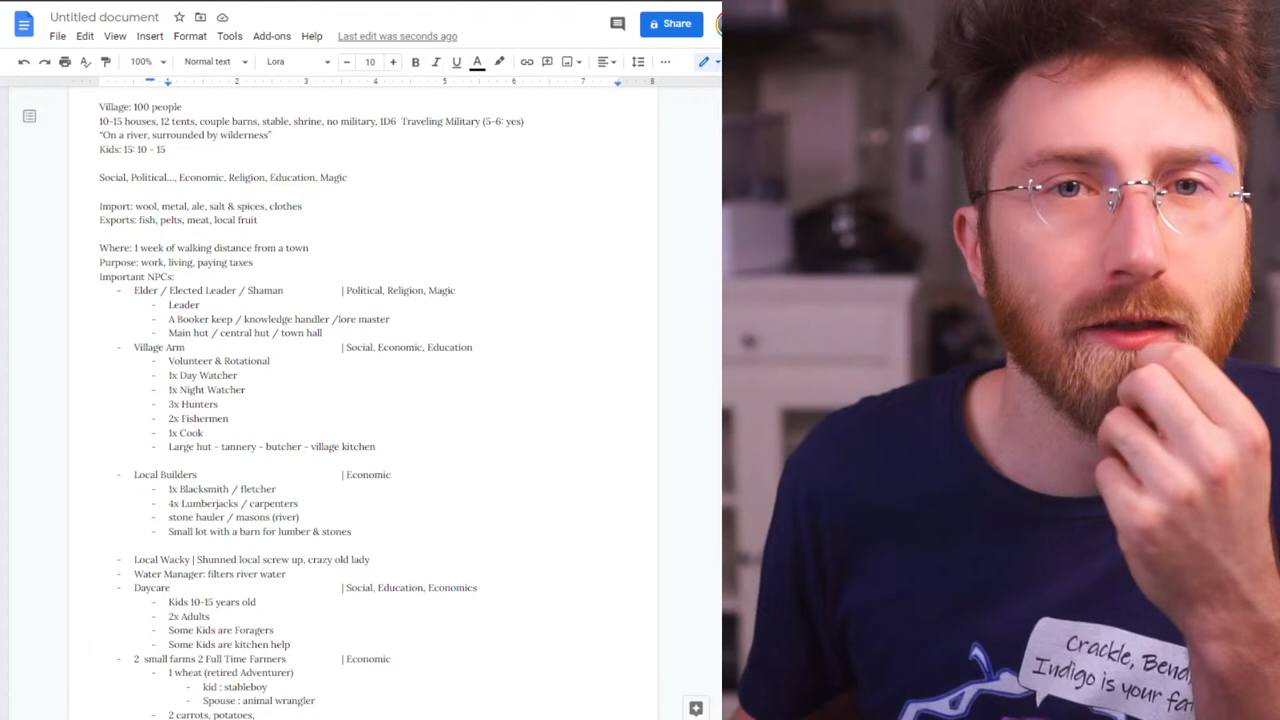 Untitled document
File Edit View Insert Format Tools Add-ons Help Last edit was seconds ago
Share
100% Normal text Lora 10
1 2 3 4 5 6 7 8
Village: 100 people
10-15 houses, 12 tents, couple barns, stable, shrine, no military, 1D6 Traveling Military (5-6: yes)
“On a river, surrounded by wilderness”
Kids: 15: 10 - 15
Social, Political..., Economic, Religion, Education, Magic
Import: wool, metal, ale, salt & spices, clothes
Exports: fish, pelts, meat, local fruit
Where: 1 week of walking distance from a town
Purpose: work, living, paying taxes
Important NPCs:
- Elder / Elected Leader / Shaman | Political, Religion, Magic
- Leader
- A Booker keep / knowledge handler /lore master
- Main hut / central hut / town hall
- Village Arm | Social, Economic, Education
- Volunteer & Rotational
- 1x Day Watcher
- 1x Night Watcher
- 3x Hunters
- 2x Fishermen
- 1x Cook
- Large hut - tannery - butcher - village kitchen
- Local Builders | Economic
- 1x Blacksmith / fletcher
- 4x Lumberjacks / carpenters
- stone hauler / masons (river)
- Small lot with a barn for lumber & stones
- Local Wacky | Shunned local screw up, crazy old lady
- Water Manager: filters river water
- Daycare | Social, Education, Economics
- Kids 10-15 years old
- 2x Adults
- Some Kids are Foragers
- Some Kids are kitchen help
- 2 small farms 2 Full Time Farmers | Economic
- 1 wheat (retired Adventurer)
- kid : stableboy
- Spouse : animal wrangler
- 2 carrots, potatoes,
Crackle, Bend
Indigo is your fa